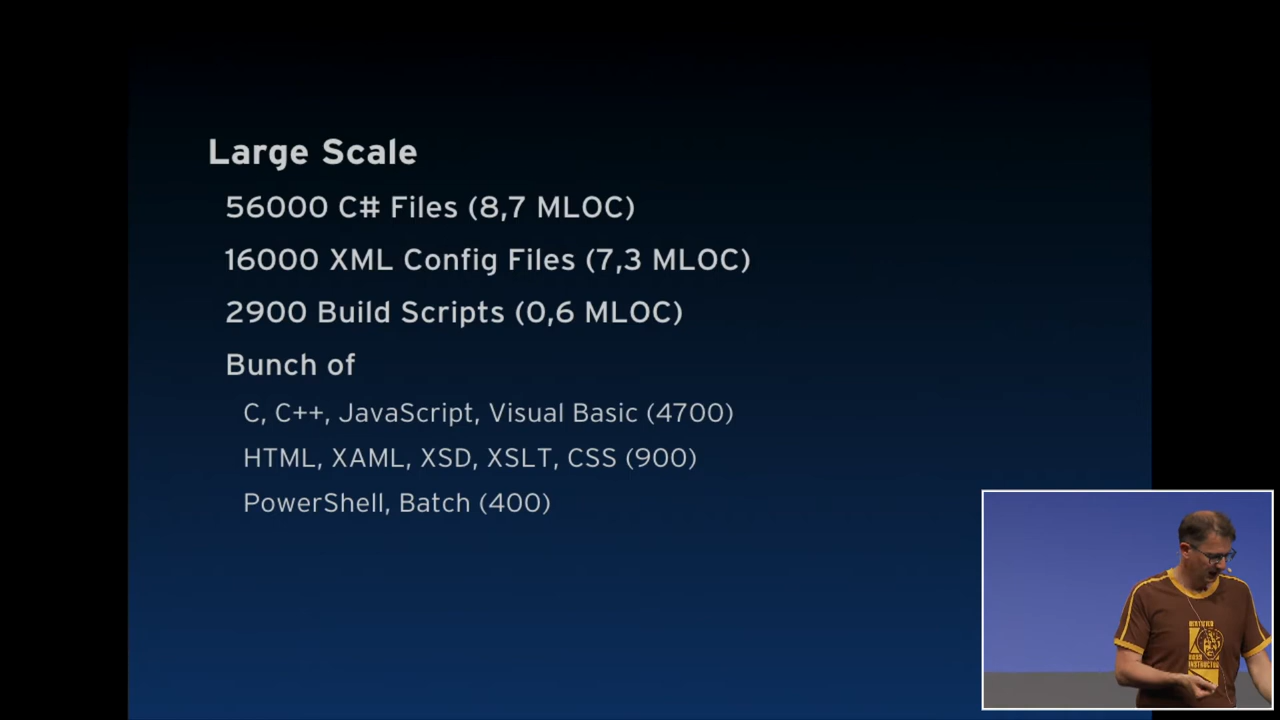 Large Scale
56000 C# Files (8,7 MLOC)
16000 XML Config Files (7,3 MLOC)
2900 Build Scripts (0,6 MLOC)
Bunch of
C, C++, JavaScript, Visual Basic (4700)
HTML, XAML, XSD, XSLT, CSS (900)
PowerShell, Batch (400)